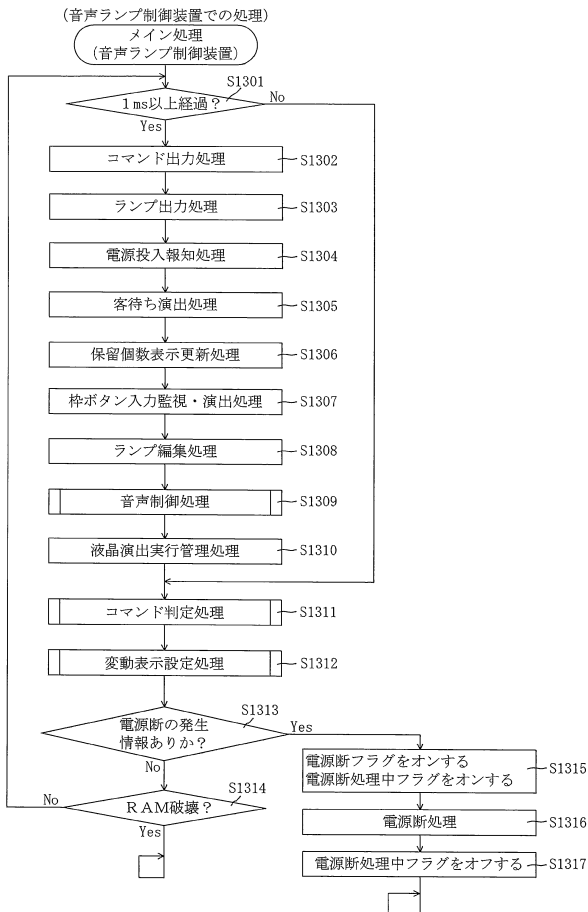 (音声ランプ制御装置での処理)
メイン処理
(音声ランプ制御装置)
S1301
1ms以上経過?
No
Yes
コマンド出力処理
S1302
ランプ出力処理
S1303
電源投入報知処理
S1304
客待ち演出処理
S1305
保留個数表示更新処理
S1306
枠ボタン入力監視・演出処理
S1307
ランプ編集処理
S1308
音声制御処理
S1309
液晶演出実行管理処理
S1310
コマンド判定処理
S1311
変動表示設定処理
S1312
S1313
電源断の発生
情報ありか?
Yes
No
S1314
RAM破壊?
No
Yes
電源断フラグをオンする
電源断処理中フラグをオンする
S1315
電源断処理
S1316
電源断処理中フラグをオフする
S1317